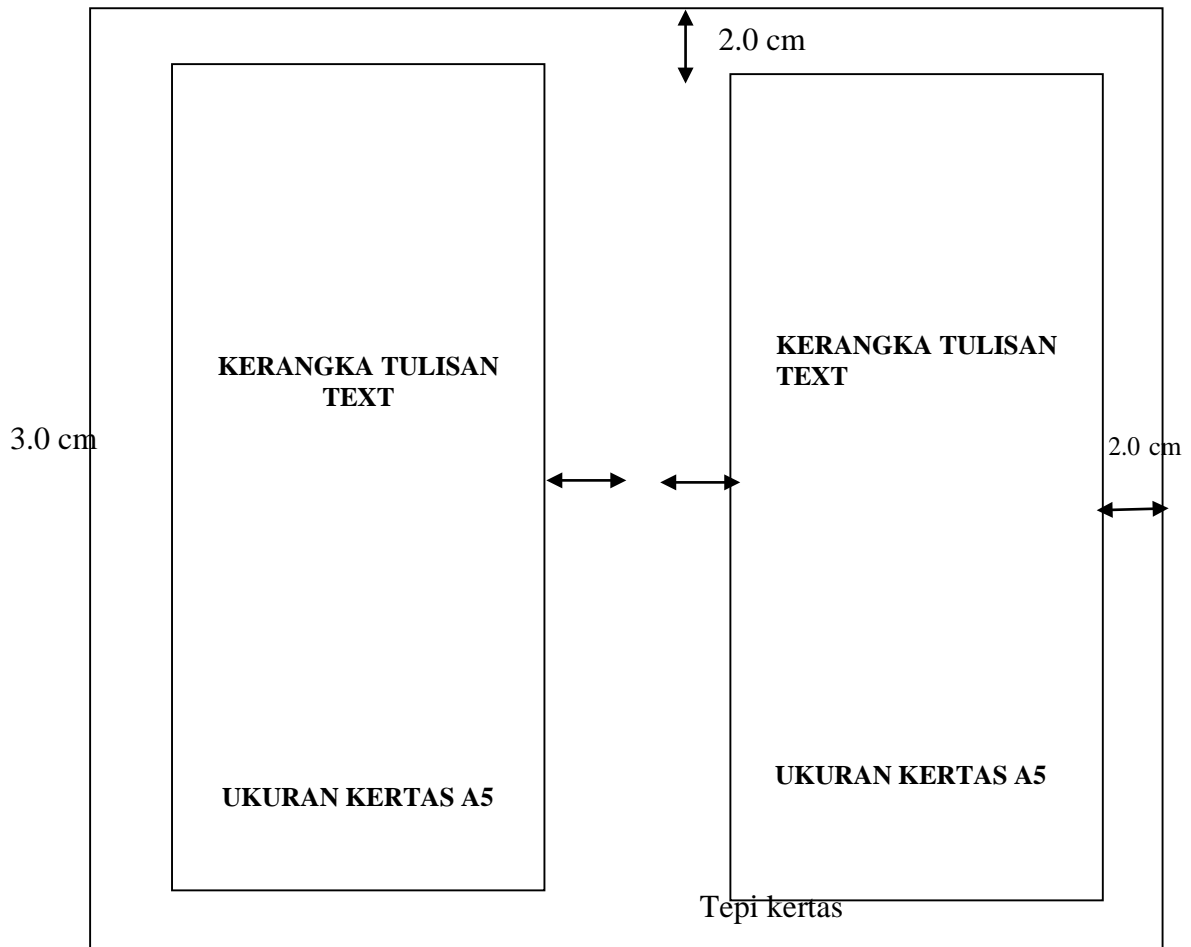 2.0 cm
KERANGKA TULISAN
TEXT
KERANGKA TULISAN
TEXT
3.0 cm
2.0 cm
UKURAN KERTAS A5
UKURAN KERTAS A5
Tepi kertas